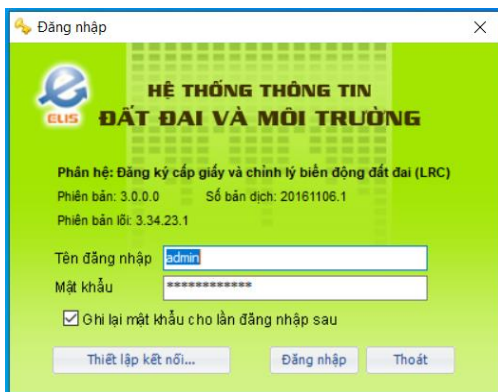 Đăng nhập
HỆ THỐNG THÔNG TIN
ELIS
ĐẤT ĐAI VÀ MÔI TRƯỜNG
Phân hệ: Đăng ký cấp giấy và chỉnh lý biến động đất đai (LRC)
Phiên bản: 3.0.0.0 Số bản dịch: 20161106.1
Phiên bản lõi: 3.34.23.1
Tên đăng nhập admin
Mật khẩu ************
Ghi lại mật khẩu cho lần đăng nhập sau
Thiết lập kết nối... Đăng nhập Thoát